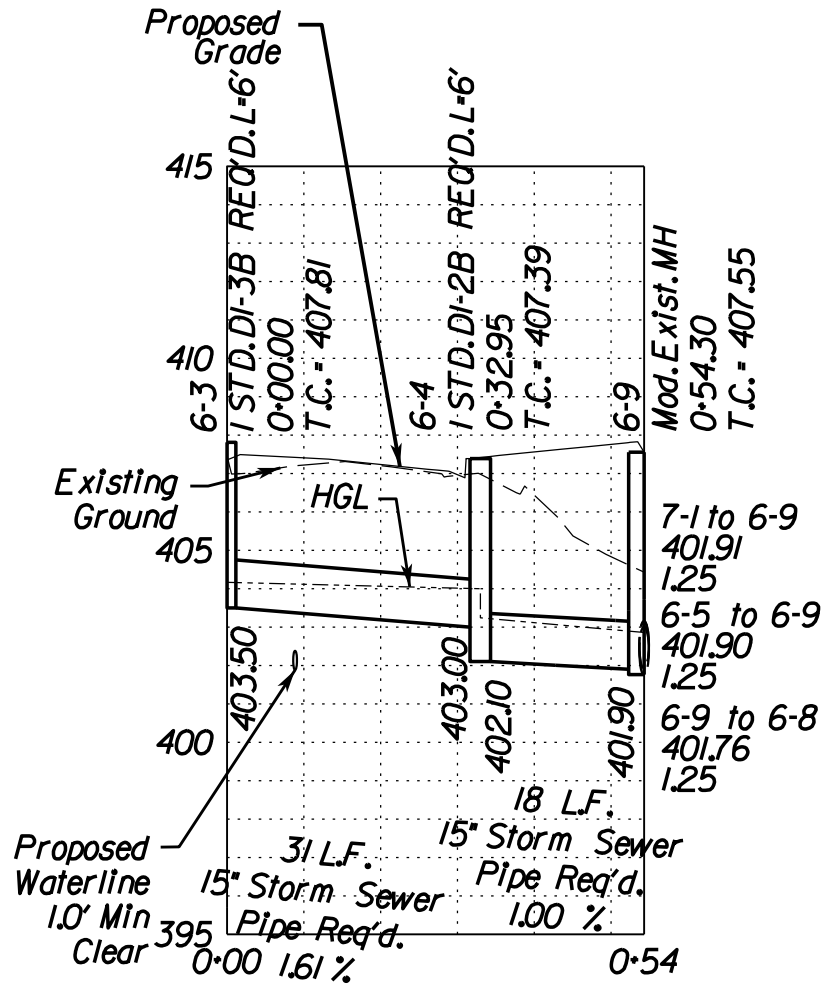 Proposed
Grade
415
410
405
400
395
6-3
1 STD. DI-3B REQ'D. L=6'
0+00.00
T.C. = 407.81
6-4
1 STD. DI-2B REQ'D. L=6'
0+32.95
T.C. = 407.39
6-9
Mod. Exist. MH
0+54.30
T.C. = 407.55
Existing
Ground
HGL
7-1 to 6-9
401.91
1.25
6-5 to 6-9
401.90
1.25
6-9 to 6-8
401.76
1.25
403.50
403.00
402.10
401.90
Proposed
Waterline
1.0' Min
Clear
31 L.F.
15" Storm Sewer
Pipe Req'd.
1.61 %
18 L.F.
15" Storm Sewer
Pipe Req'd.
1.00 %
0+00
0+54